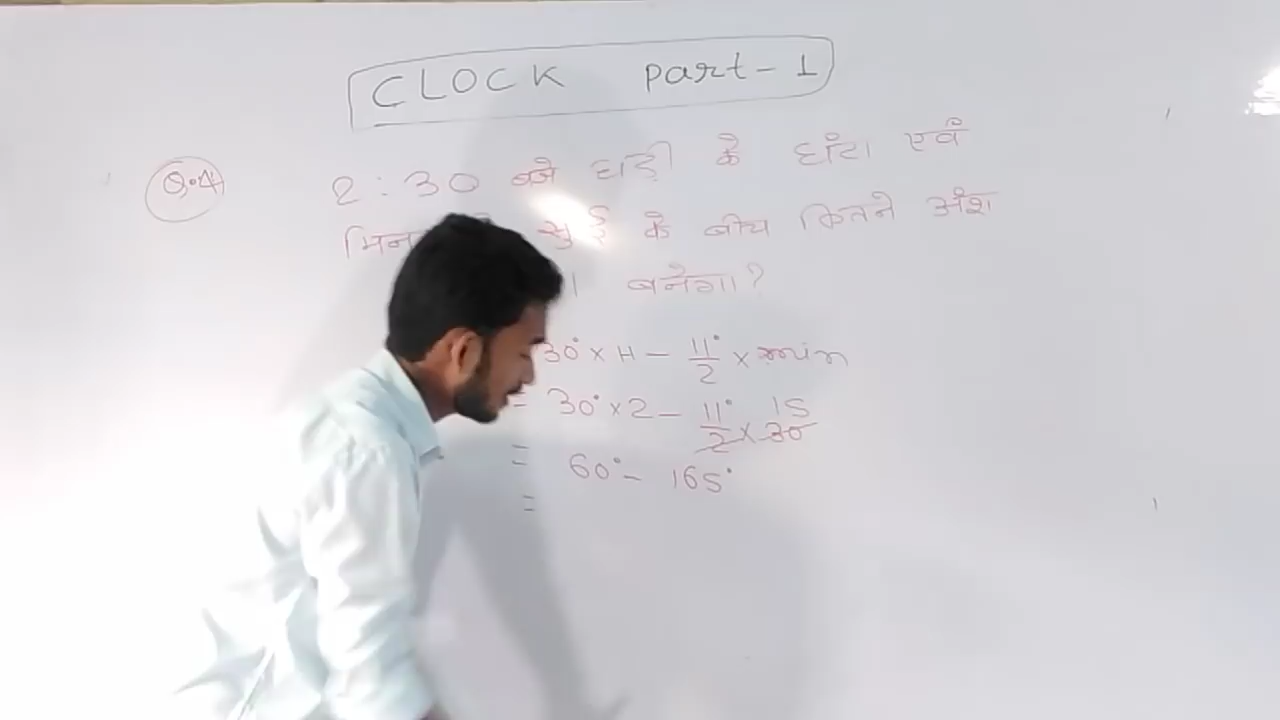 CLOCK Part-1
Q.4 2:30 बजे घड़ी के घंटा एवं
सुई के बीच कितने अंश
बनेगा?
30° × H - 11°/2 × min
= 30° × 2 - 11°/2 × 30 15
= 60° - 165°
=